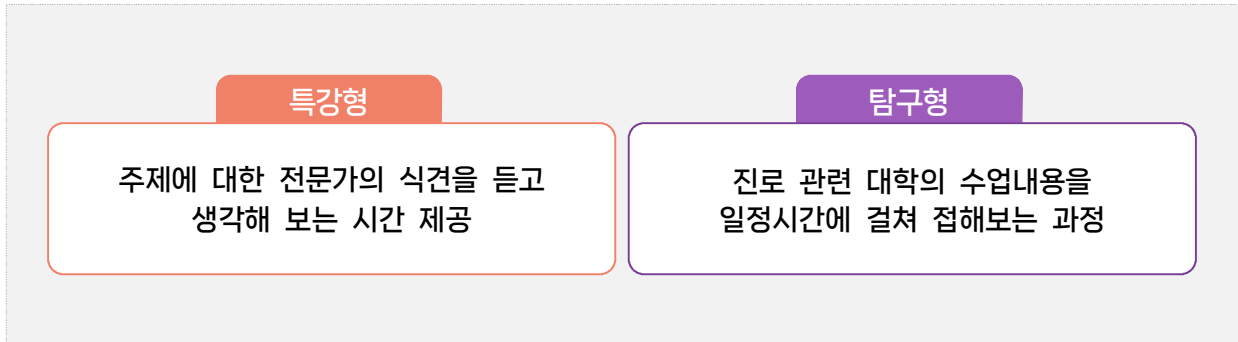 특강형
주제에 대한 전문가의 식견을 듣고
생각해 보는 시간 제공
탐구형
진로 관련 대학의 수업내용을
일정시간에 걸쳐 접해보는 과정